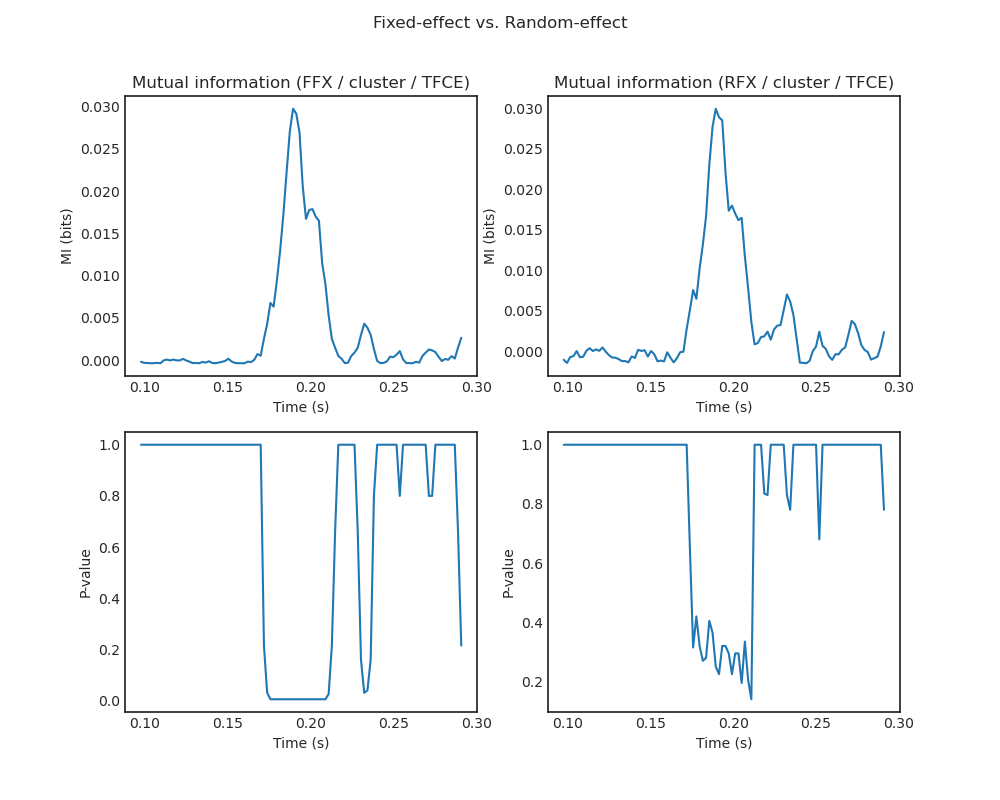 Fixed-effect vs. Random-effect
Mutual information (FFX / cluster / TFCE)
MI (bits)
0.030
0.025
0.020
0.015
0.010
0.005
0.000
0.10 0.15 0.20 0.25 0.30
Time (s)
Mutual information (RFX / cluster / TFCE)
MI (bits)
0.030
0.025
0.020
0.015
0.010
0.005
0.000
0.10 0.15 0.20 0.25 0.30
Time (s)
P-value
1.0
0.8
0.6
0.4
0.2
0.0
0.10 0.15 0.20 0.25 0.30
Time (s)
P-value
1.0
0.8
0.6
0.4
0.2
0.10 0.15 0.20 0.25 0.30
Time (s)